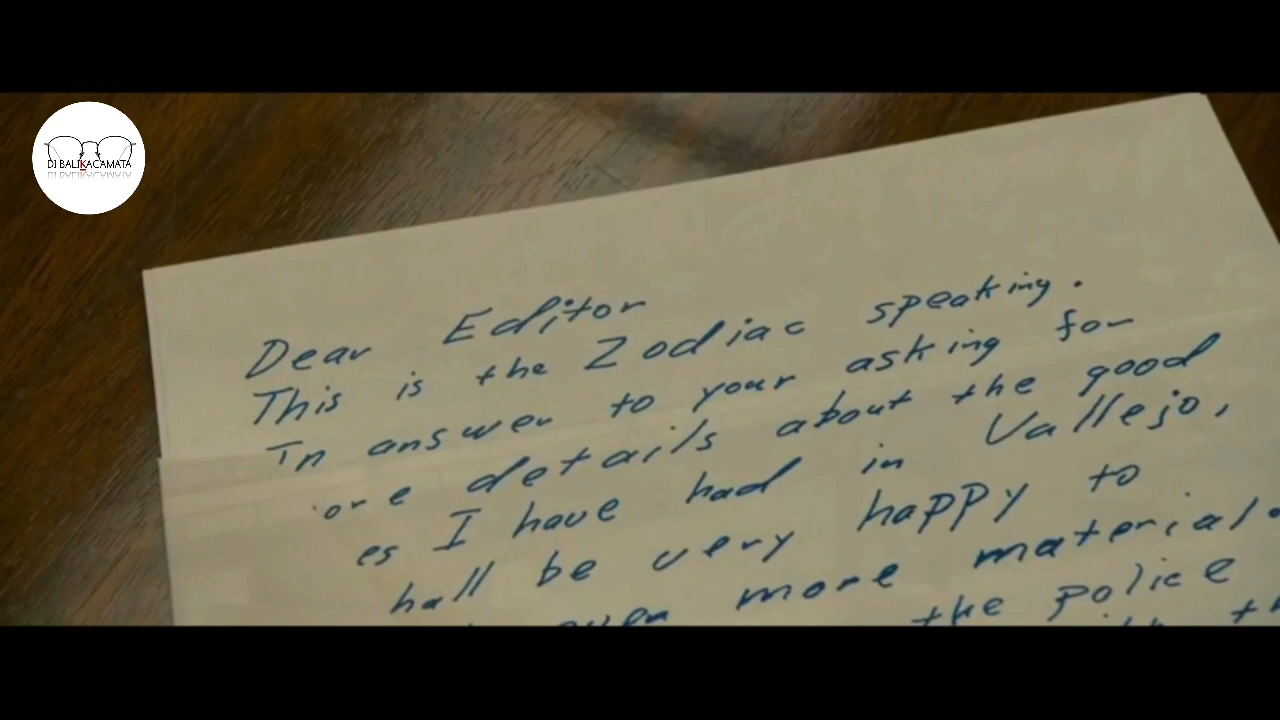 DJ BALIKACAMATA
Dear Editor
This is the Zodiac speaking.
In answer to your asking for
ore details about the good
es I have had in Vallejo,
hall be very happy to
even more material.
the police